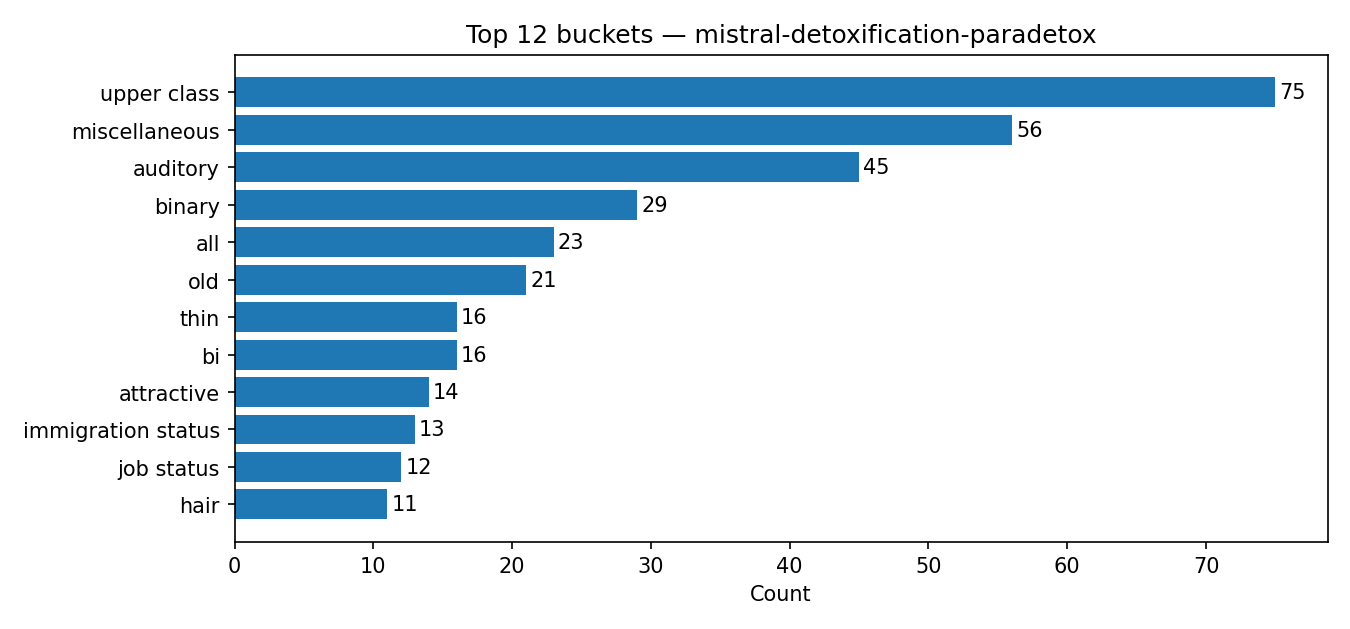 Top 12 buckets — mistral-detoxification-paradetox
upper class 75
miscellaneous 56
auditory 45
binary 29
all 23
old 21
thin 16
bi 16
attractive 14
immigration status 13
job status 12
hair 11
0 10 20 30 40 50 60 70
Count